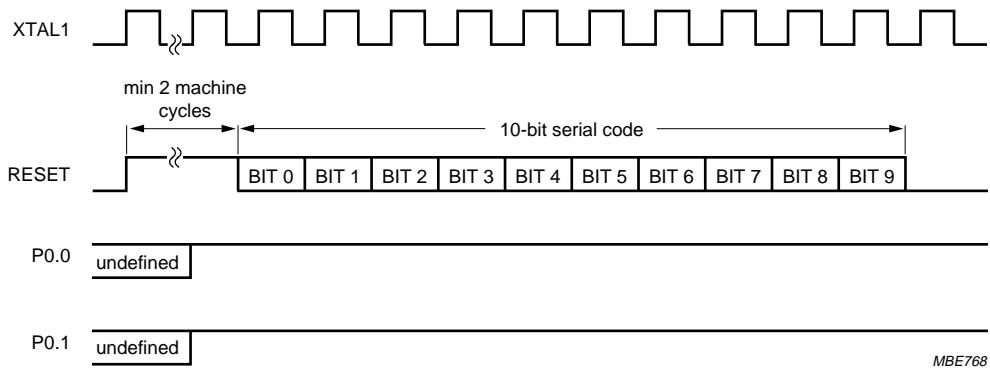 XTAL1
min 2 machine
cycles
10-bit serial code
RESET
BIT 0 BIT 1 BIT 2 BIT 3 BIT 4 BIT 5 BIT 6 BIT 7 BIT 8 BIT 9
P0.0
undefined
P0.1
undefined
MBE768